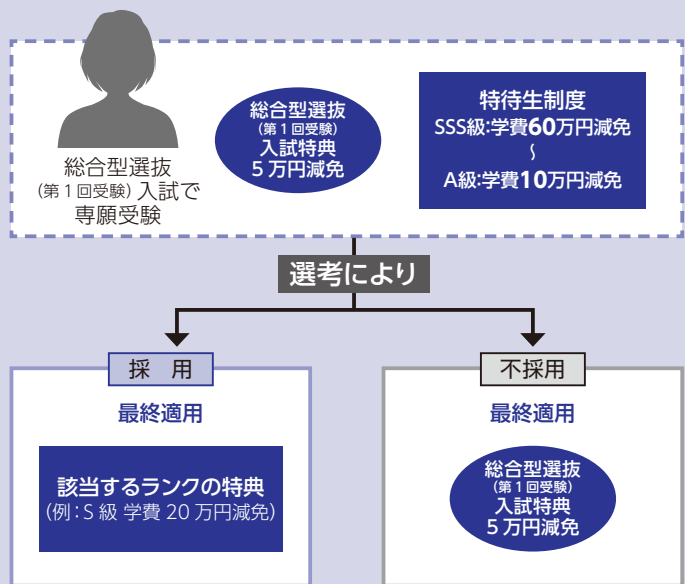 総合型選抜
(第1回受験)入試で
専願受験
総合型選抜
(第1回受験)
入試特典
5万円減免
特待生制度
SSS級:学費60万円減免
〜
A級:学費10万円減免
選考により
採 用
最終適用
該当するランクの特典
(例:S級 学費20万円減免)
不採用
最終適用
総合型選抜
(第1回受験)
入試特典
5万円減免